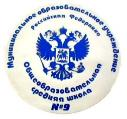 Муниципальное образовательное учреждение
Российская Федерация
Общеобразовательная
средняя школа
№9